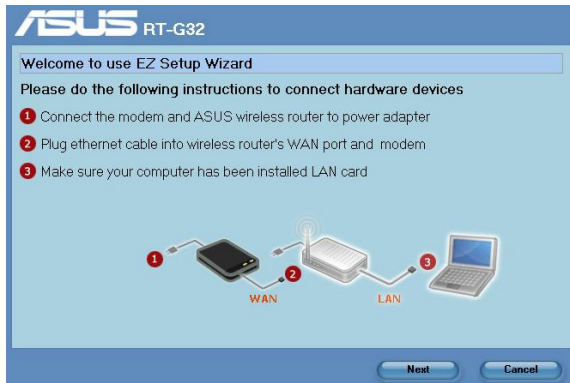 ASUS RT-G32
Welcome to use EZ Setup Wizard
Please do the following instructions to connect hardware devices
1 Connect the modem and ASUS wireless router to power adapter
2 Plug ethernet cable into wireless router's WAN port and modem
3 Make sure your computer has been installed LAN card
1
2
3
WAN
LAN
Next
Cancel